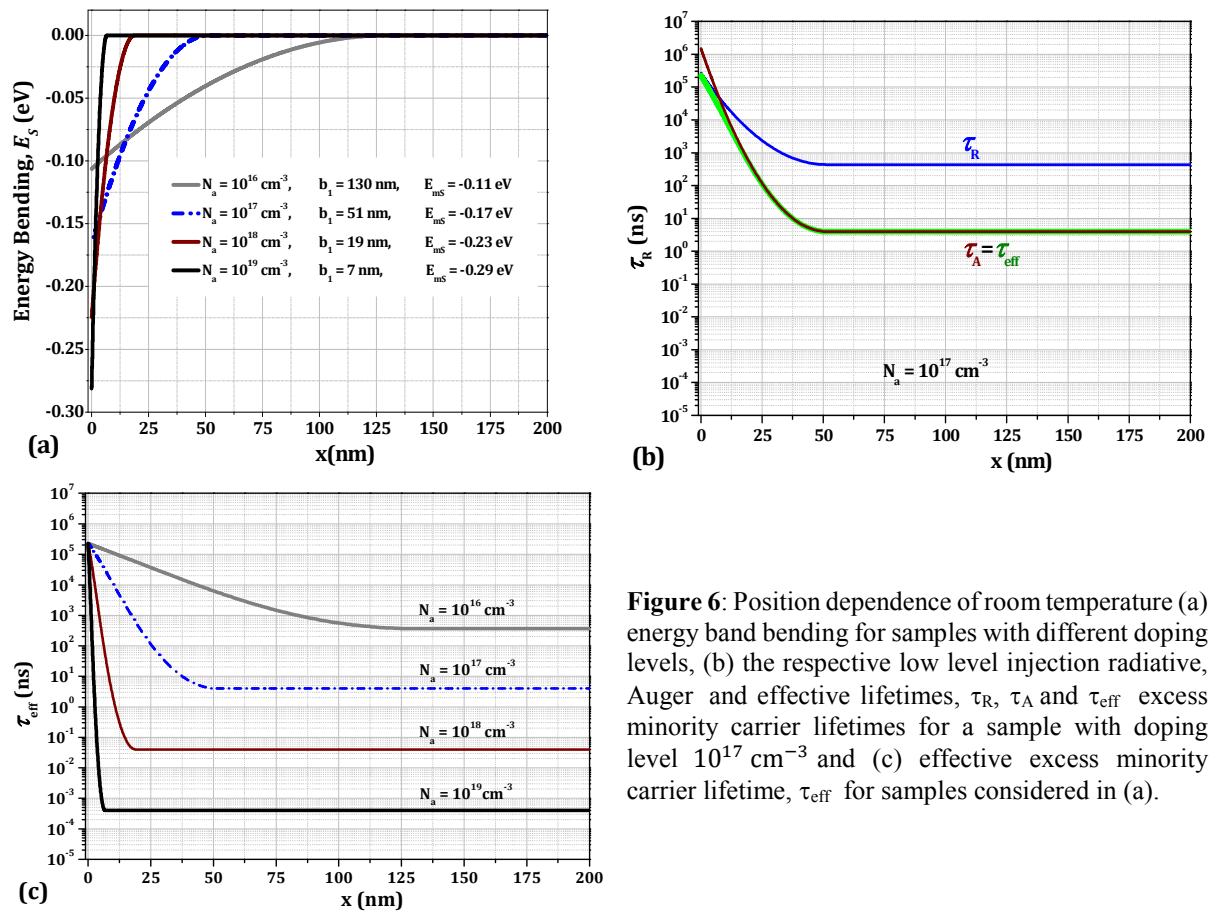 0.00
-0.05
-0.10
-0.15
-0.20
-0.25
-0.30
Energy Bending, E_S (eV)
N_a = 10^16 cm^-3, b_1 = 130 nm, E_mS = -0.11 eV
N_a = 10^17 cm^-3, b_1 = 51 nm, E_mS = -0.17 eV
N_a = 10^18 cm^-3, b_1 = 19 nm, E_mS = -0.23 eV
N_a = 10^19 cm^-3, b_1 = 7 nm, E_mS = -0.29 eV
0 25 50 75 100 125 150 175 200
x(nm)
(a)
10^7
10^6
10^5
10^4
10^3
10^2
10^1
10^0
10^-1
10^-2
10^-3
10^-4
10^-5
τ_R (ns)
τ_R
τ_A=τ_eff
N_a = 10^17 cm^-3
0 25 50 75 100 125 150 175 200
x (nm)
(b)
10^7
10^6
10^5
10^4
10^3
10^2
10^1
10^0
10^-1
10^-2
10^-3
10^-4
10^-5
τ_eff (ns)
N_a = 10^16 cm^-3
N_a = 10^17 cm^-3
N_a = 10^18 cm^-3
N_a = 10^19 cm^-3
0 25 50 75 100 125 150 175 200
x (nm)
(c)
Figure 6: Position dependence of room temperature (a)
energy band bending for samples with different doping
levels, (b) the respective low level injection radiative,
Auger and effective lifetimes, τ_R, τ_A and τ_eff excess
minority carrier lifetimes for a sample with doping
level 10^17 cm^−3 and (c) effective excess minority
carrier lifetime, τ_eff for samples considered in (a).